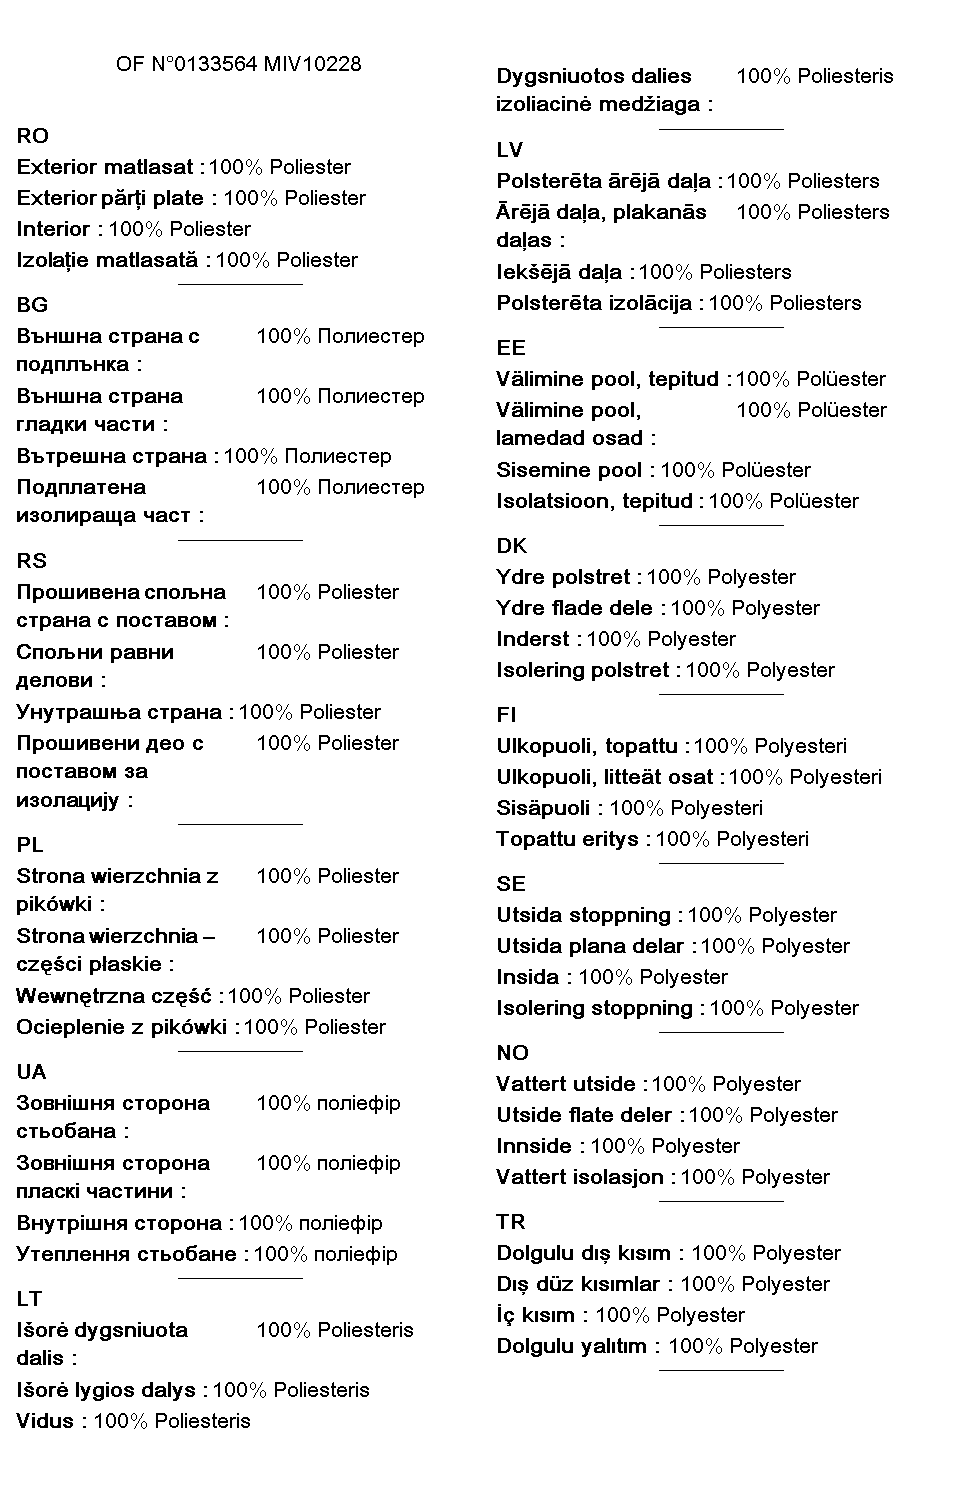 OF N°0133564 MIV10228
RO
Exterior matlasat : 100% Poliester
Exterior părţi plate : 100% Poliester
Interior : 100% Poliester
Izolaţie matlasată : 100% Poliester
BG
Външна страна с 100% Полиестер
подплънка :
Външна страна 100% Полиестер
гладки части :
Вътрешна страна : 100% Полиестер
Подплатена 100% Полиестер
изолираща част :
RS
Прошивена спољна 100% Poliester
страна с поставом :
Спољни равни 100% Poliester
делови :
Унутрашња страна : 100% Poliester
Прошивени део с 100% Poliester
поставом за
изолацију :
PL
Strona wierzchnia z 100% Poliester
pikówki :
Strona wierzchnia – 100% Poliester
części płaskie :
Wewnętrzna część : 100% Poliester
Ocieplenie z pikówki : 100% Poliester
UA
Зовнішня сторона 100% поліефір
стьобана :
Зовнішня сторона 100% поліефір
пласкі частини :
Внутрішня сторона : 100% поліефір
Утеплення стьобане : 100% поліефір
LT
Išorė dygsniuota 100% Poliesteris
dalis :
Išorė lygios dalys : 100% Poliesteris
Vidus : 100% Poliesteris
Dygsniuotos dalies 100% Poliesteris
izoliacinė medžiaga :
LV
Polsterēta ārējā daļa : 100% Poliesters
Ārējā daļa, plakanās 100% Poliesters
daļas :
Iekšējā daļa : 100% Poliesters
Polsterēta izolācija : 100% Poliesters
EE
Välimine pool, tepitud : 100% Polüester
Välimine pool, 100% Polüester
lamedad osad :
Sisemine pool : 100% Polüester
Isolatsioon, tepitud : 100% Polüester
DK
Ydre polstret : 100% Polyester
Ydre flade dele : 100% Polyester
Inderst : 100% Polyester
Isolering polstret : 100% Polyester
FI
Ulkopuoli, topattu : 100% Polyesteri
Ulkopuoli, litteät osat : 100% Polyesteri
Sisäpuoli : 100% Polyesteri
Topattu eritys : 100% Polyesteri
SE
Utsida stoppning : 100% Polyester
Utsida plana delar : 100% Polyester
Insida : 100% Polyester
Isolering stoppning : 100% Polyester
NO
Vattert utside : 100% Polyester
Utside flate deler : 100% Polyester
Innside : 100% Polyester
Vattert isolasjon : 100% Polyester
TR
Dolgulu dış kısım : 100% Polyester
Dış düz kısımlar : 100% Polyester
İç kısım : 100% Polyester
Dolgulu yalıtım : 100% Polyester